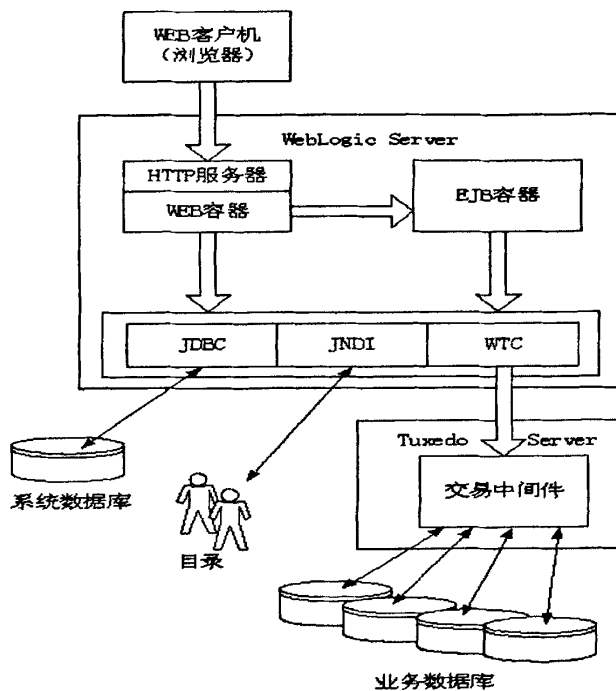 WEB客户机
（浏览器）
WebLogic Server
HTTP服务器
WEB容器
EJB容器
JDBC
JNDI
WTC
Tuxedo Server
交易中间件
系统数据库
目录
业务数据库